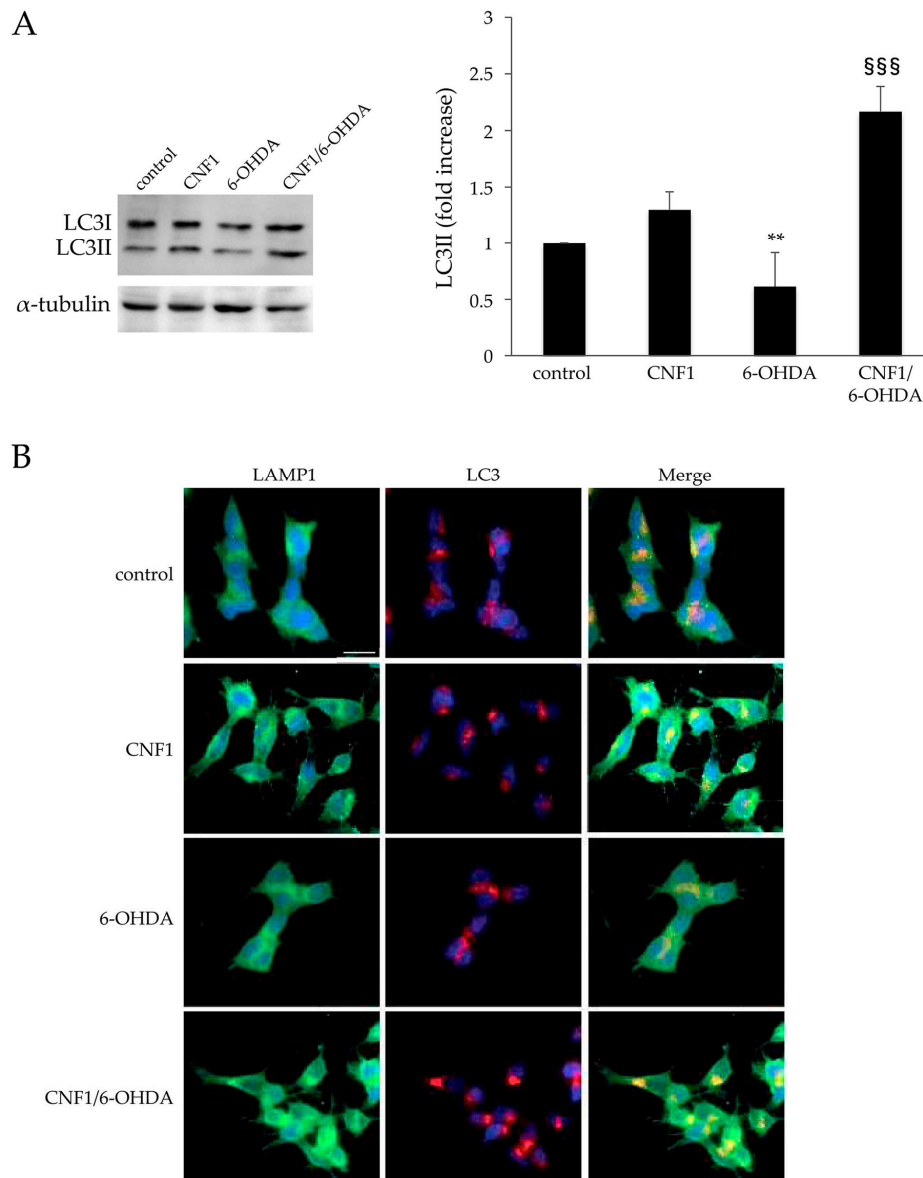 A
control
CNF1
6-OHDA
CNF1/6-OHDA
LC3I
LC3II
α-tubulin
LC3II (fold increase)
3
2.5
2
1.5
1
0.5
0
**
§§§
control
CNF1
6-OHDA
CNF1/
6-OHDA
B
LAMP1
LC3
Merge
control
CNF1
6-OHDA
CNF1/6-OHDA